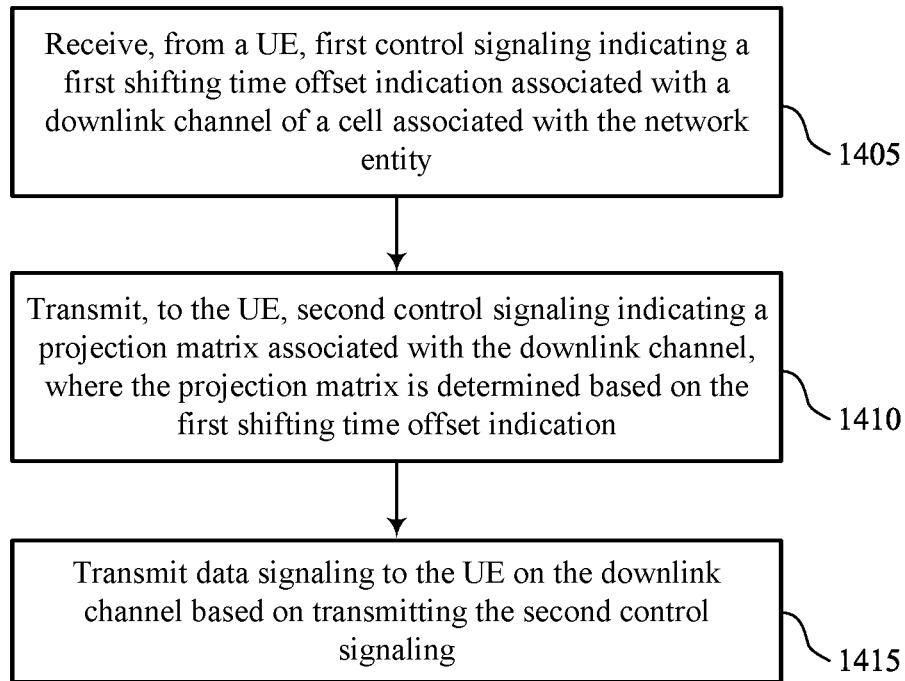 Receive, from a UE, first control signaling indicating a
first shifting time offset indication associated with a
downlink channel of a cell associated with the network
entity
1405
Transmit, to the UE, second control signaling indicating a
projection matrix associated with the downlink channel,
where the projection matrix is determined based on the
first shifting time offset indication
1410
Transmit data signaling to the UE on the downlink
channel based on transmitting the second control
signaling
1415